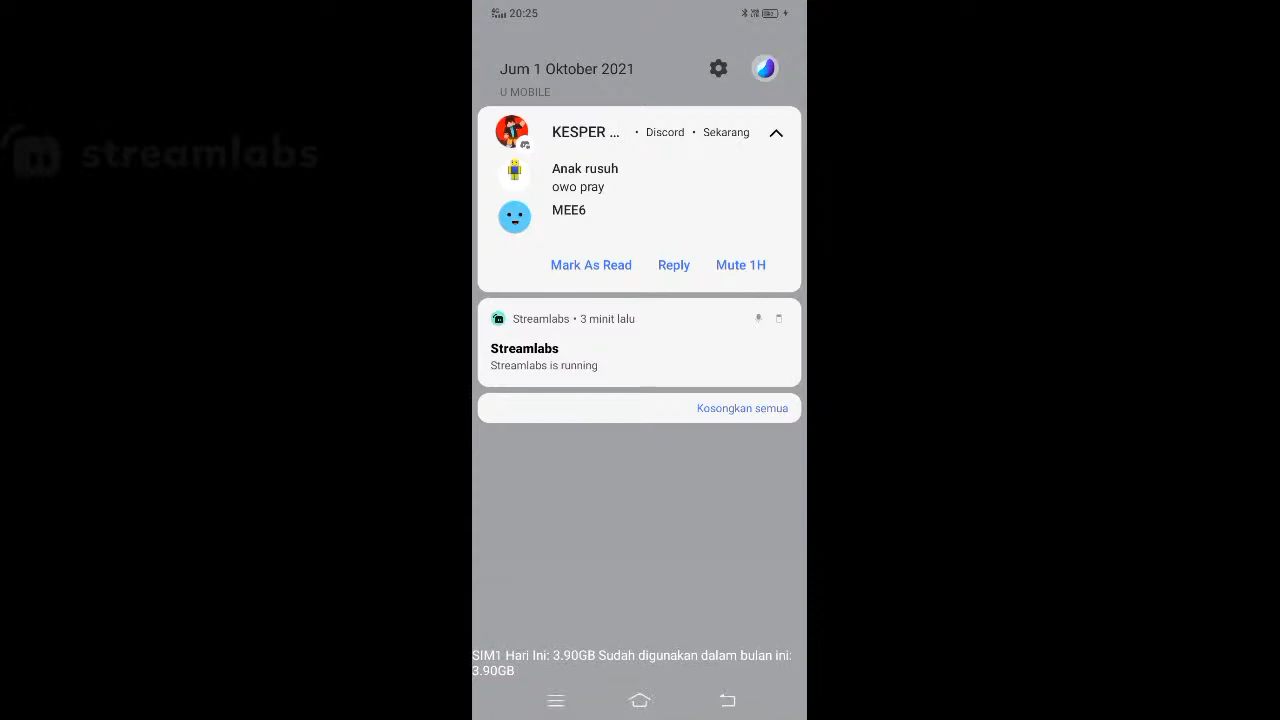 20:25
streamlabs
Jum 1 Oktober 2021
U MOBILE
KESPER ... • Discord • Sekarang
Anak rusuh
owo pray
MEE6
Mark As Read Reply Mute 1H
Streamlabs • 3 minit lalu
Streamlabs
Streamlabs is running
Kosongkan semua
SIM1 Hari Ini: 3.90GB Sudah digunakan dalam bulan ini:
3.90GB